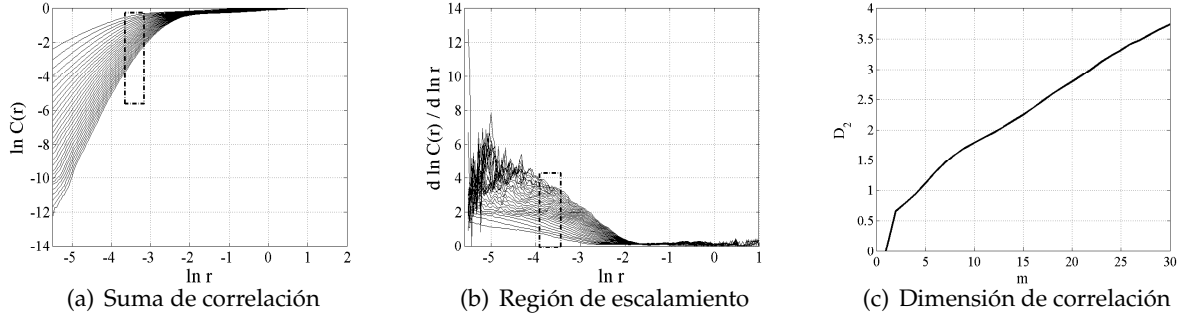 0
-2
-4
-6
-8
-10
-12
-14
ln C(r)
-5 -4 -3 -2 -1 0 1 2
ln r
(a) Suma de correlación
14
12
10
8
6
4
2
0
d ln C(r) / d ln r
-5 -4 -3 -2 -1 0 1
ln r
(b) Región de escalamiento
4
3.5
3
2.5
2
1.5
1
0.5
0
D2
0 5 10 15 20 25 30
m
(c) Dimensión de correlación